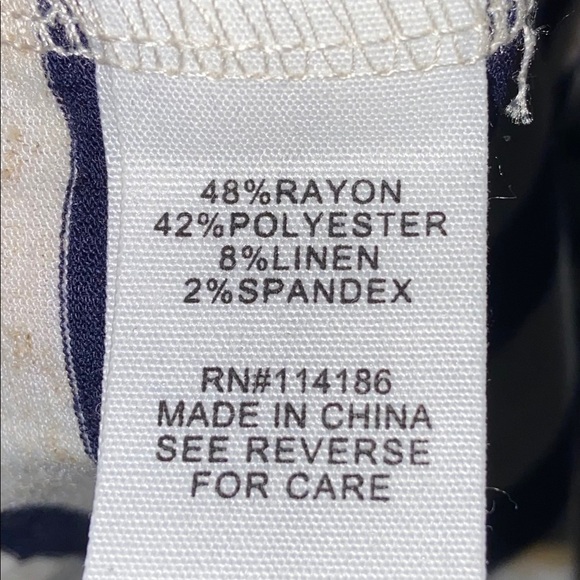 48%RAYON
42%POLYESTER
8%LINEN
2%SPANDEX
RN#114186
MADE IN CHINA
SEE REVERSE
FOR CARE